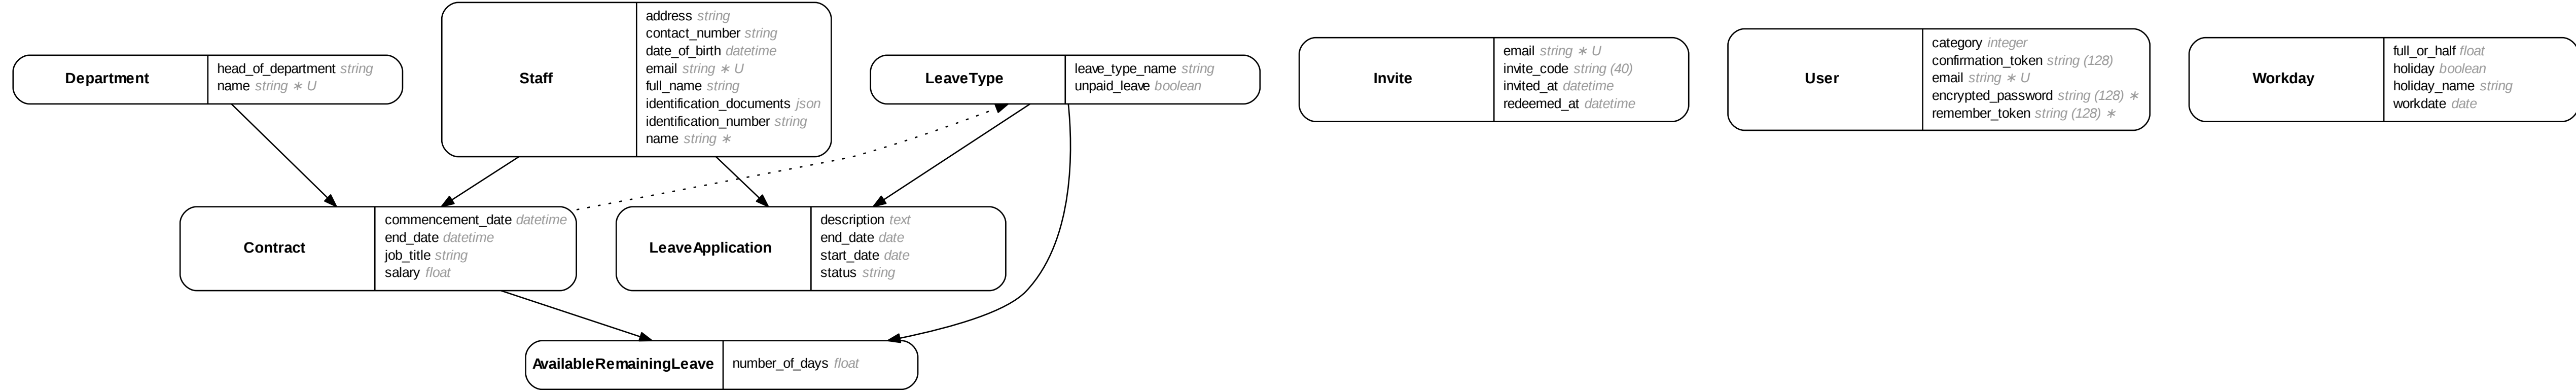 Department
head_of_department string
name string ∗ U
Staff
address string
contact_number string
date_of_birth datetime
email string ∗ U
full_name string
identification_documents json
identification_number string
name string ∗
LeaveType
leave_type_name string
unpaid_leave boolean
Invite
email string ∗ U
invite_code string (40)
invited_at datetime
redeemed_at datetime
User
category integer
confirmation_token string (128)
email string ∗ U
encrypted_password string (128) ∗
remember_token string (128) ∗
Workday
full_or_half float
holiday boolean
holiday_name string
workdate date
Contract
commencement_date datetime
end_date datetime
job_title string
salary float
LeaveApplication
description text
end_date date
start_date date
status string
AvailableRemainingLeave
number_of_days float